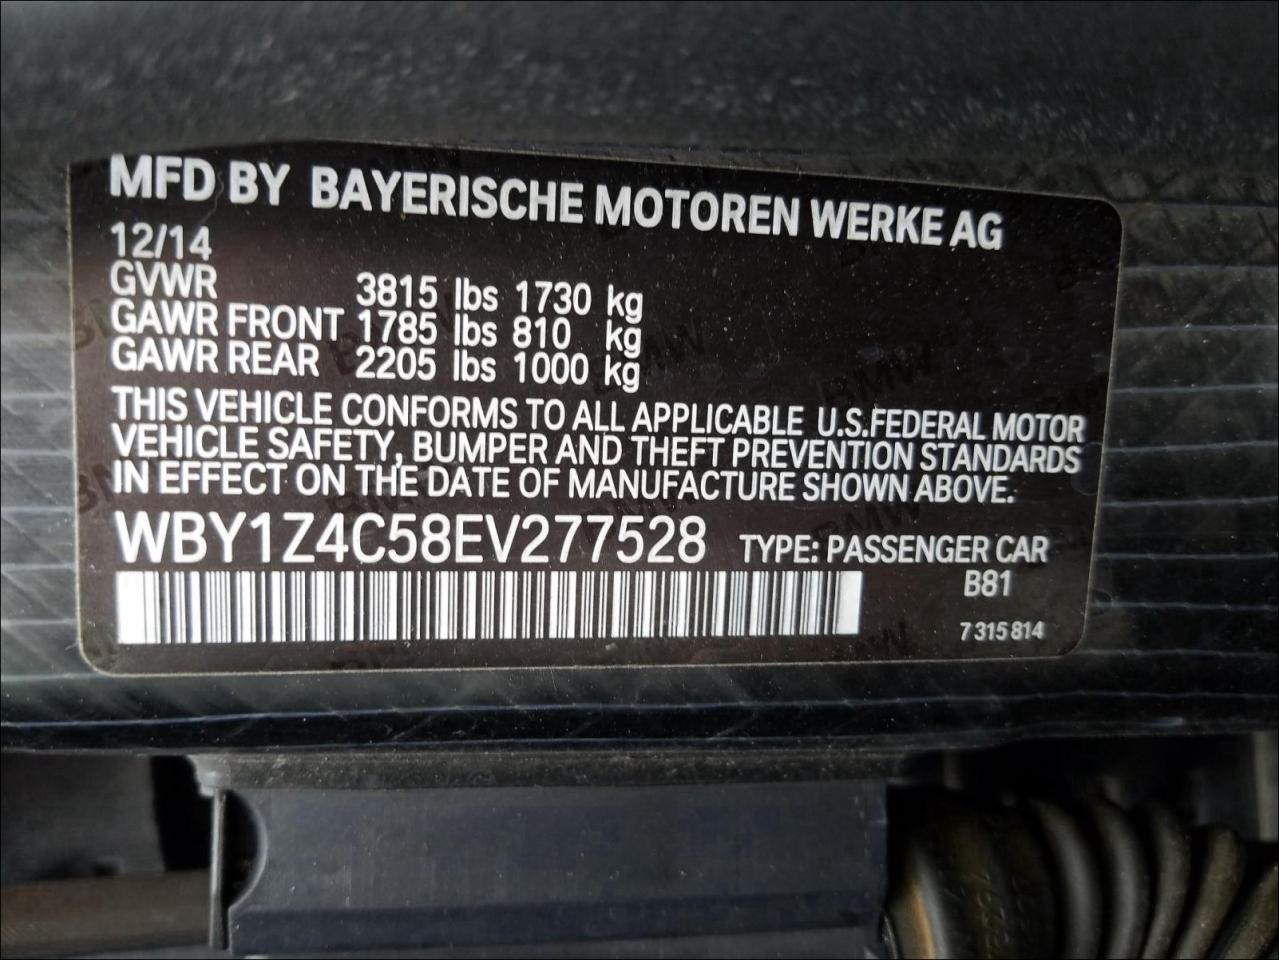 MFD BY BAYERISCHE MOTOREN WERKE AG
12/14
GVWR 3815 lbs 1730 kg
GAWR FRONT 1785 lbs 810 kg
GAWR REAR 2205 lbs 1000 kg
THIS VEHICLE CONFORMS TO ALL APPLICABLE U.S.FEDERAL MOTOR
VEHICLE SAFETY, BUMPER AND THEFT PREVENTION STANDARDS
IN EFFECT ON THE DATE OF MANUFACTURE SHOWN ABOVE.
WBY1Z4C58EV277528 TYPE: PASSENGER CAR
B81
7 315 814